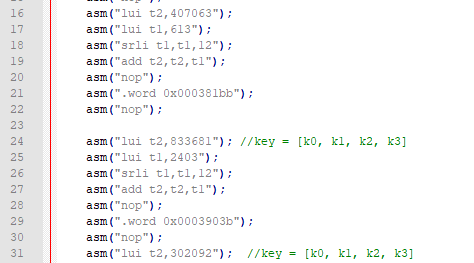 16 asm("lui t2,407063");
17 asm("lui t1,613");
18 asm("srli t1,t1,12");
19 asm("add t2,t2,t1");
20 asm("nop");
21 asm(".word 0x000381bb");
22 asm("nop");
23
24 asm("lui t2,833681"); //key = [k0, k1, k2, k3]
25 asm("lui t1,2403");
26 asm("srli t1,t1,12");
27 asm("add t2,t2,t1");
28 asm("nop");
29 asm(".word 0x0003903b");
30 asm("nop");
31 asm("lui t2,302092"); //key = [k0, k1, k2, k3]